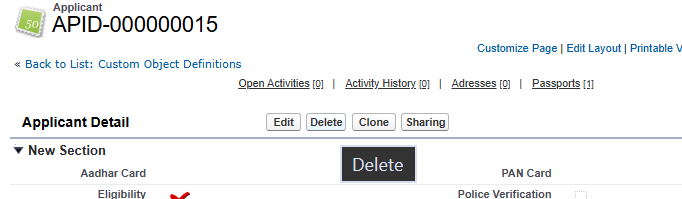 Applicant
50
APID-000000015
Customize Page | Edit Layout | Printable V
« Back to List: Custom Object Definitions
Open Activities [0] | Activity History [0] | Adresses [0] | Passports [1]
Applicant Detail Edit Delete Clone Sharing
New Section
Aadhar Card Delete PAN Card
Eligibility Police Verification